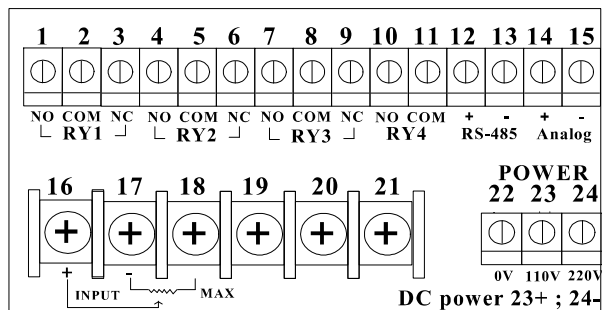 1 2 3 4 5 6 7 8 9 10 11 12 13 14 15
NO COM NC NO COM NC NO COM NC NO COM + - + -
RY1 RY2 RY3 RY4 RS-485 Analog
POWER
16 17 18 19 20 21 22 23 24
0V 110V 220V
+ -
INPUT MAX
DC power 23+ ; 24-